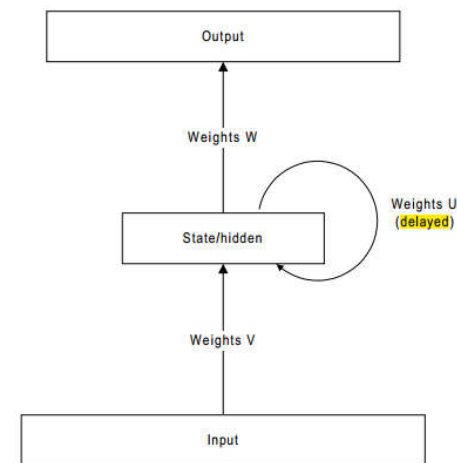 Output
Weights W
Weights U
(delayed)
State/hidden
Weights V
Input